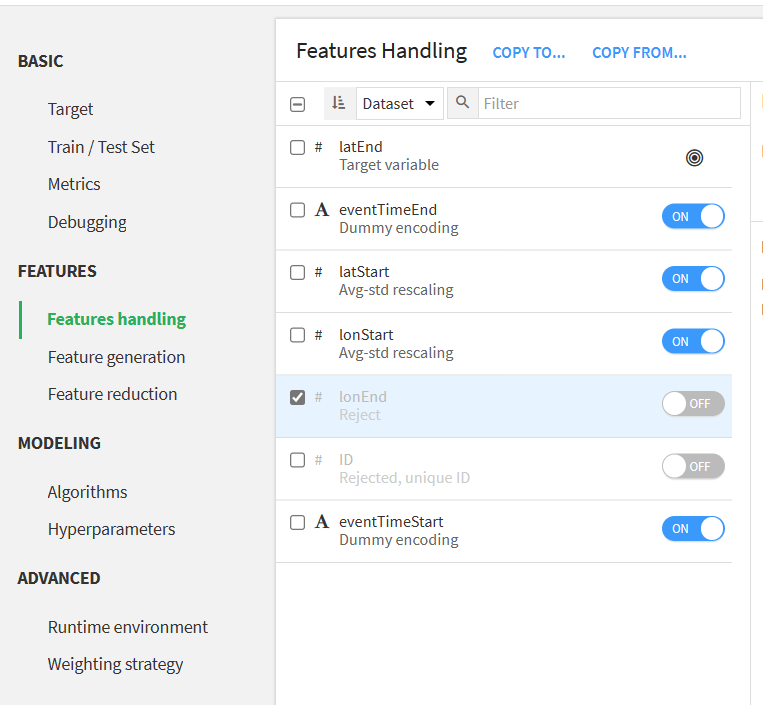 BASIC
Target
Train / Test Set
Metrics
Debugging
FEATURES
Features handling
Feature generation
Feature reduction
MODELING
Algorithms
Hyperparameters
ADVANCED
Runtime environment
Weighting strategy
Features Handling COPY TO... COPY FROM...
Dataset Filter
# latEnd
Target variable
A eventTimeEnd ON
Dummy encoding
# latStart ON
Avg-std rescaling
# lonStart ON
Avg-std rescaling
# lonEnd OFF
Reject
# ID OFF
Rejected, unique ID
A eventTimeStart ON
Dummy encoding